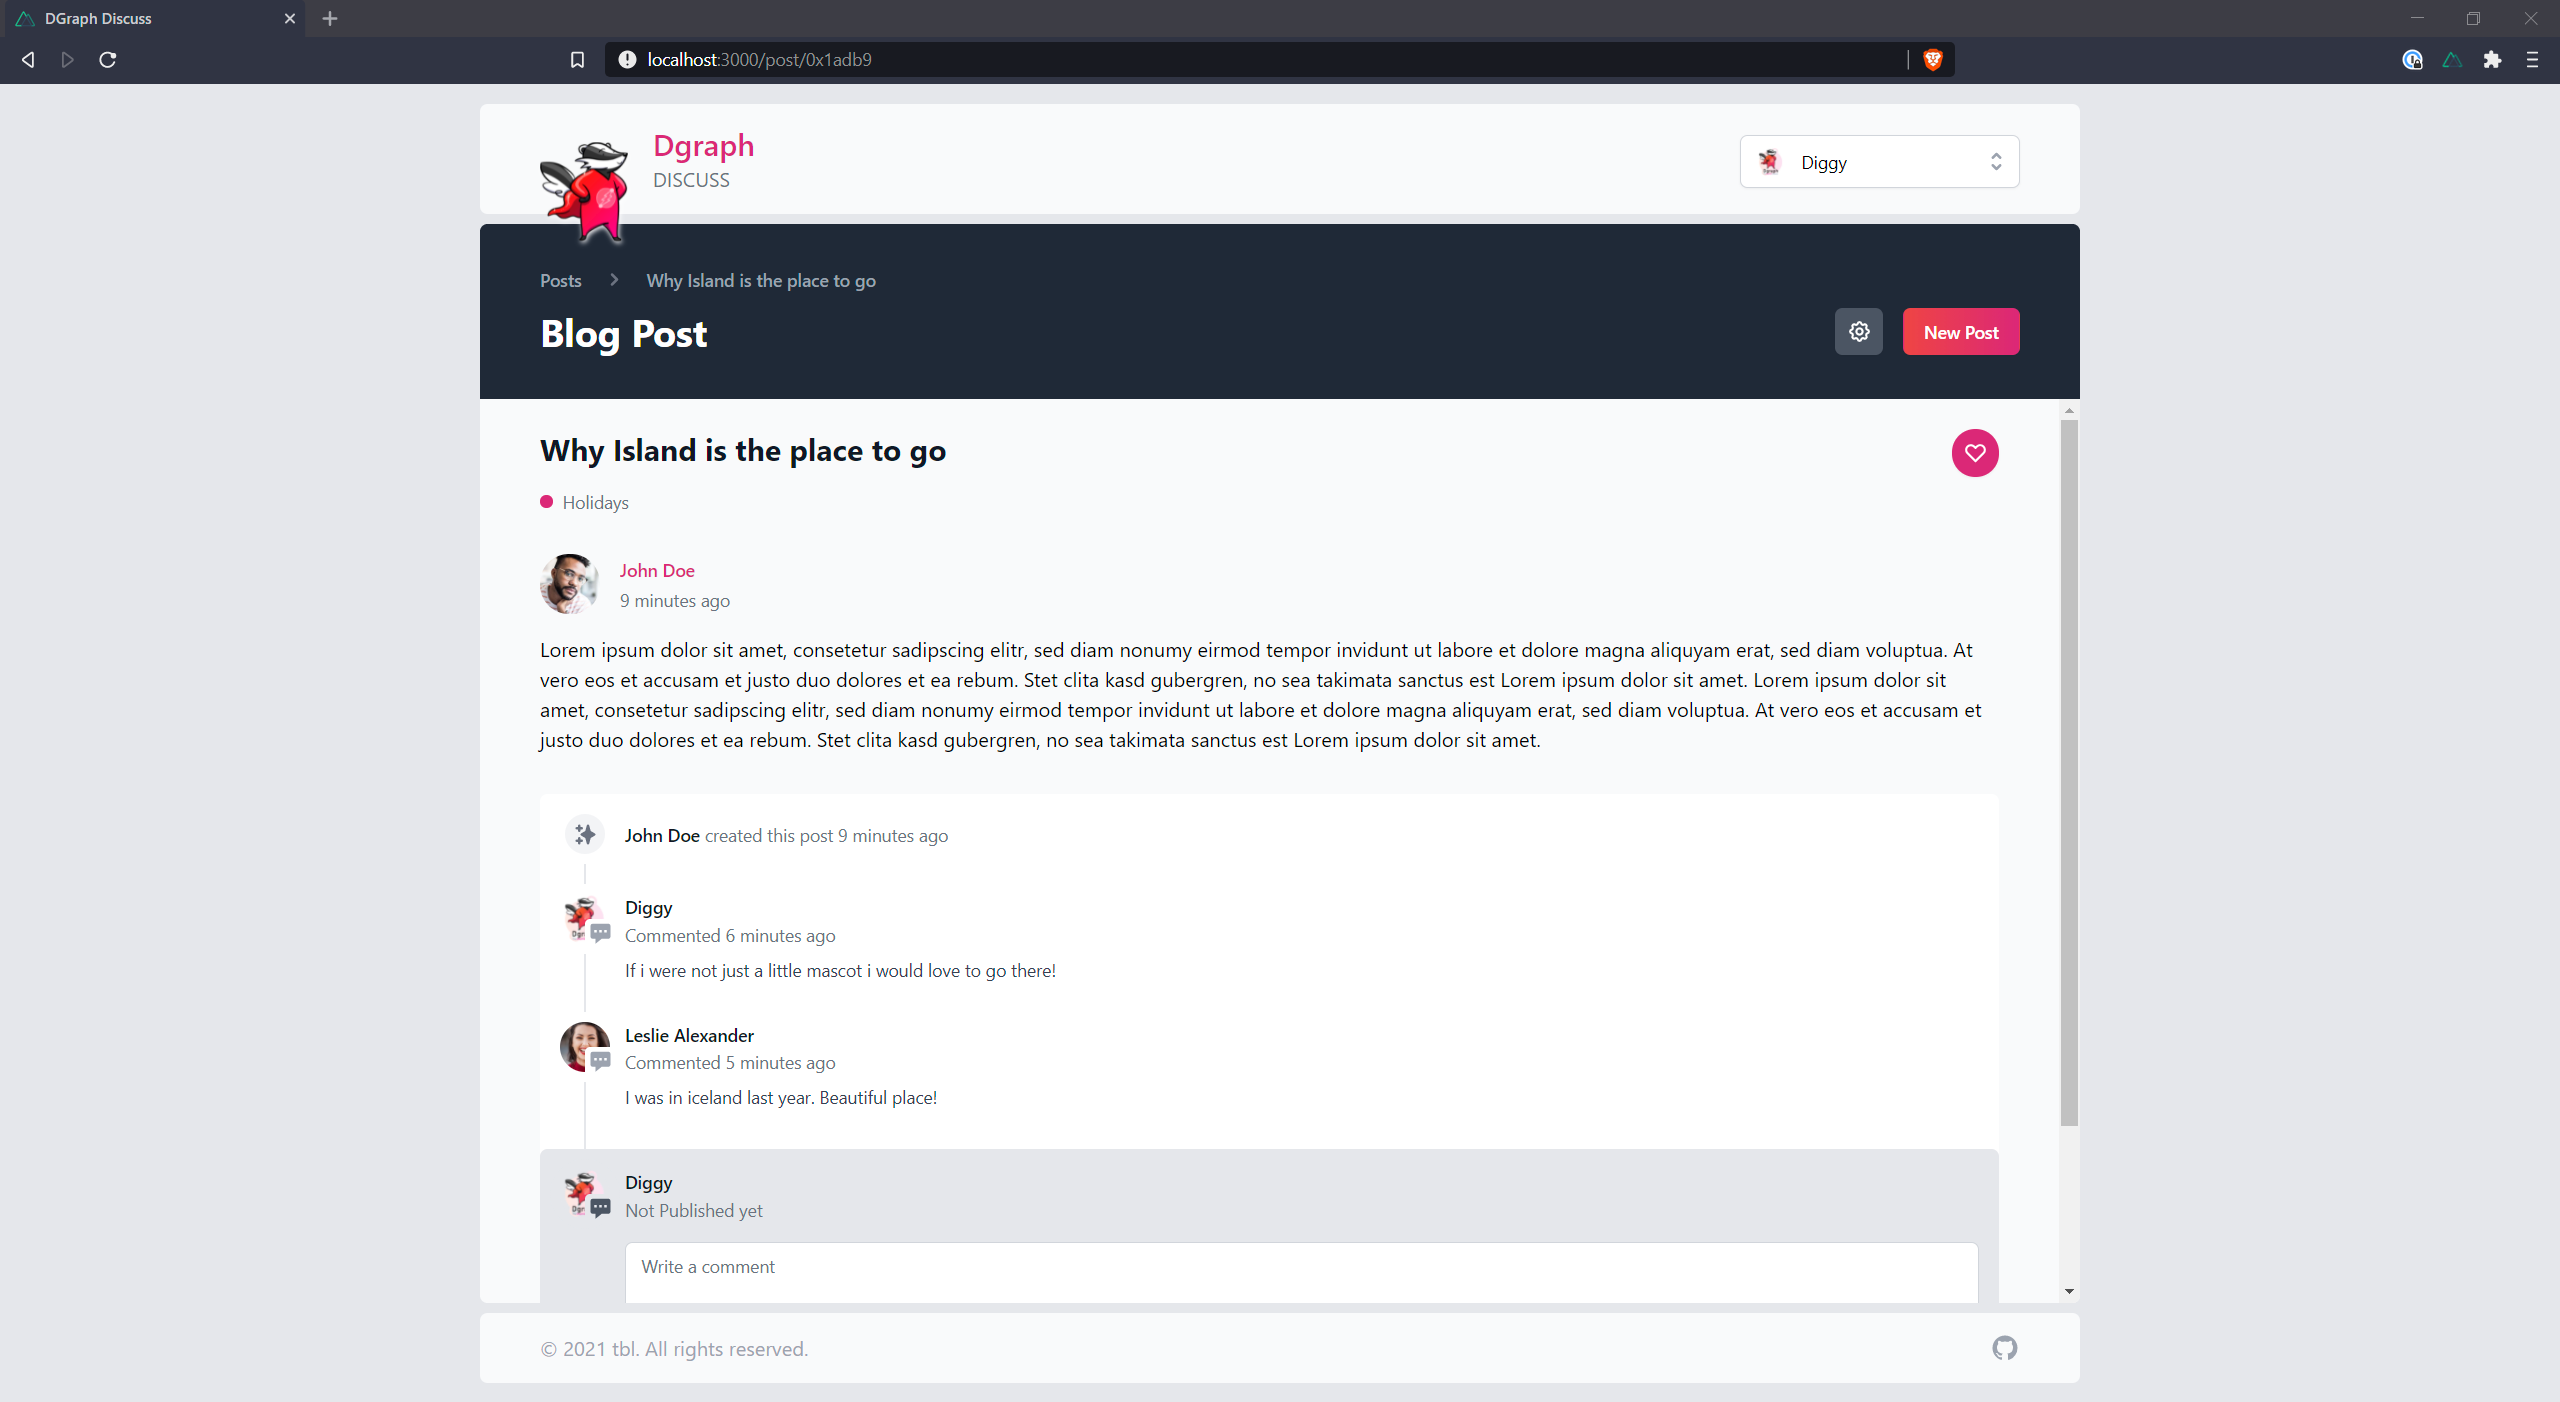 DGraph Discuss
localhost:3000/post/0x1adb9
Dgraph
DISCUSS
Diggy
Posts
Why Island is the place to go
Blog Post
New Post
Why Island is the place to go
Holidays
John Doe
9 minutes ago
Lorem ipsum dolor sit amet, consetetur sadipscing elitr, sed diam nonumy eirmod tempor invidunt ut labore et dolore magna aliquyam erat, sed diam voluptua. At
vero eos et accusam et justo duo dolores et ea rebum. Stet clita kasd gubergren, no sea takimata sanctus est Lorem ipsum dolor sit amet. Lorem ipsum dolor sit
amet, consetetur sadipscing elitr, sed diam nonumy eirmod tempor invidunt ut labore et dolore magna aliquyam erat, sed diam voluptua. At vero eos et accusam et
justo duo dolores et ea rebum. Stet clita kasd gubergren, no sea takimata sanctus est Lorem ipsum dolor sit amet.
John Doe created this post 9 minutes ago
Diggy
Commented 6 minutes ago
If i were not just a little mascot i would love to go there!
Leslie Alexander
Commented 5 minutes ago
I was in iceland last year. Beautiful place!
Diggy
Not Published yet
Write a comment
© 2021 tbl. All rights reserved.